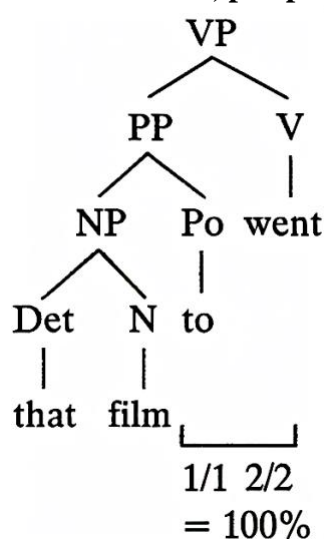 VP
PP V
NP Po went
Det N to
that film
1/1 2/2
= 100%